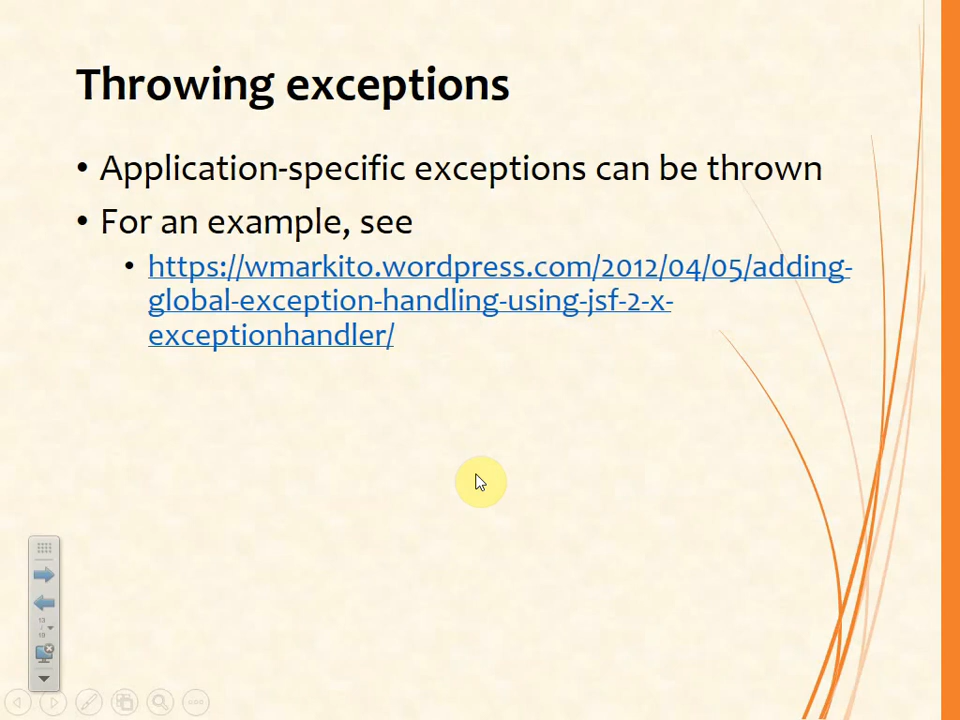 Throwing exceptions
• Application-specific exceptions can be thrown
• For an example, see
• https://wmarkito.wordpress.com/2012/04/05/adding-
global-exception-handling-using-jsf-2-x-
exceptionhandler/